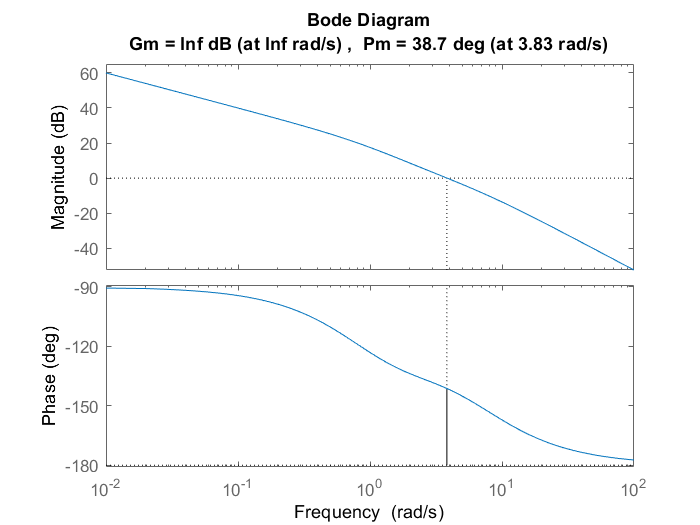 Bode Diagram
Gm = Inf dB (at Inf rad/s) ,  Pm = 38.7 deg (at 3.83 rad/s)
Magnitude (dB)
60
40
20
0
-20
-40
Phase (deg)
-90
-120
-150
-180
10^-2 10^-1 10^0 10^1 10^2
Frequency  (rad/s)